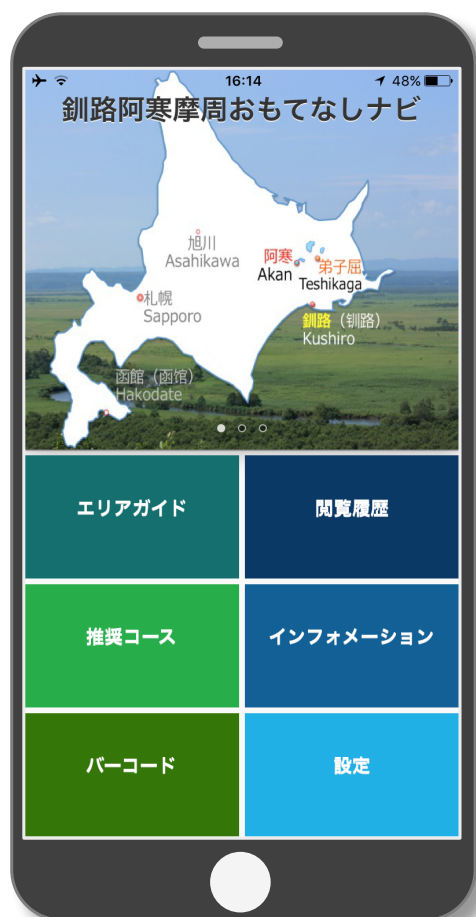 16:14
48%
釧路阿寒摩周おもてなしナビ
旭川
Asahikawa
阿寒
Akan
弟子屈
Teshikaga
札幌
Sapporo
釧路（钏路）
Kushiro
函館（函馆）
Hakodate
エリアガイド
閲覧履歴
推奨コース
インフォメーション
バーコード
設定